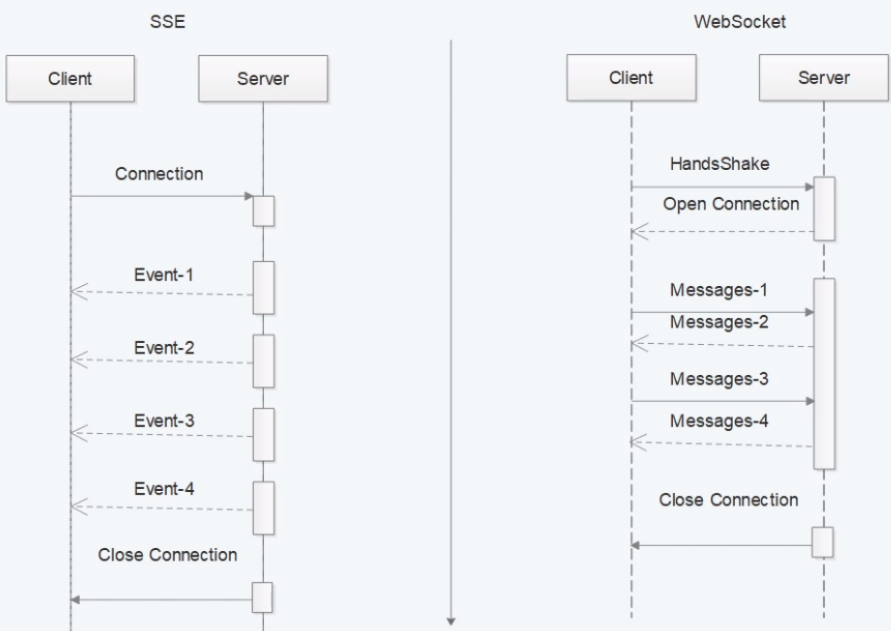 SSE
Client
Server
Connection
Event-1
Event-2
Event-3
Event-4
Close Connection
WebSocket
Client
Server
HandsShake
Open Connection
Messages-1
Messages-2
Messages-3
Messages-4
Close Connection